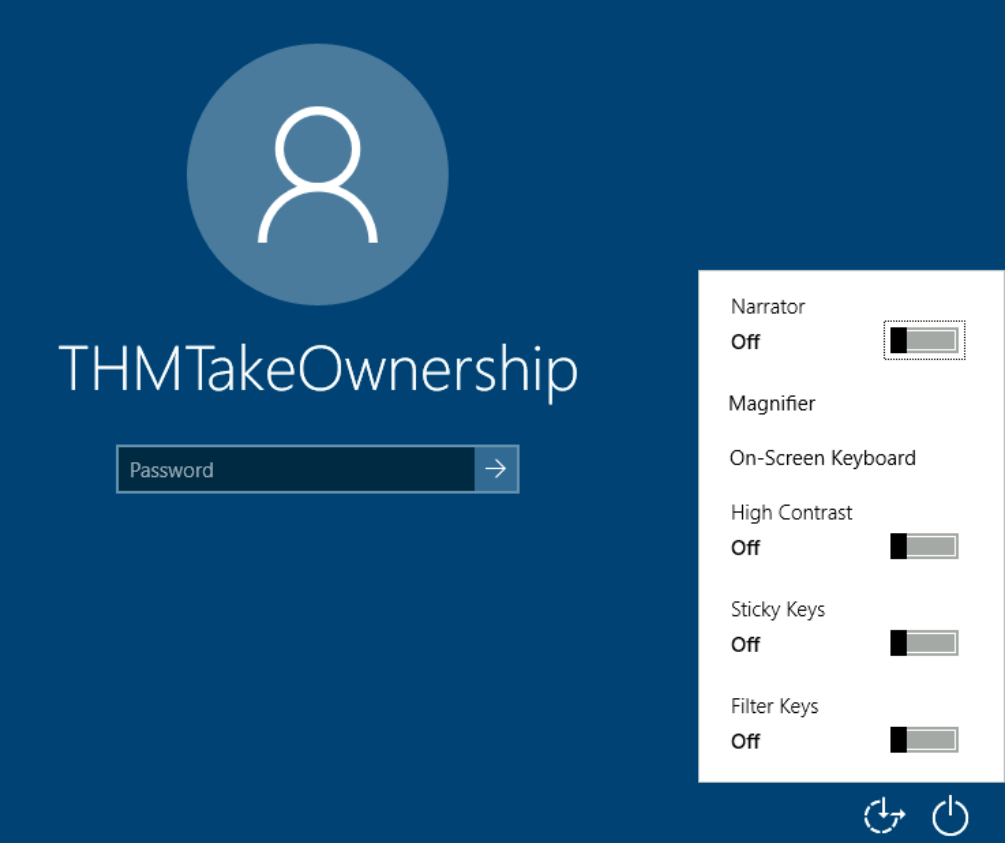 THMTakeOwnership
Password
Narrator
Off
Magnifier
On-Screen Keyboard
High Contrast
Off
Sticky Keys
Off
Filter Keys
Off